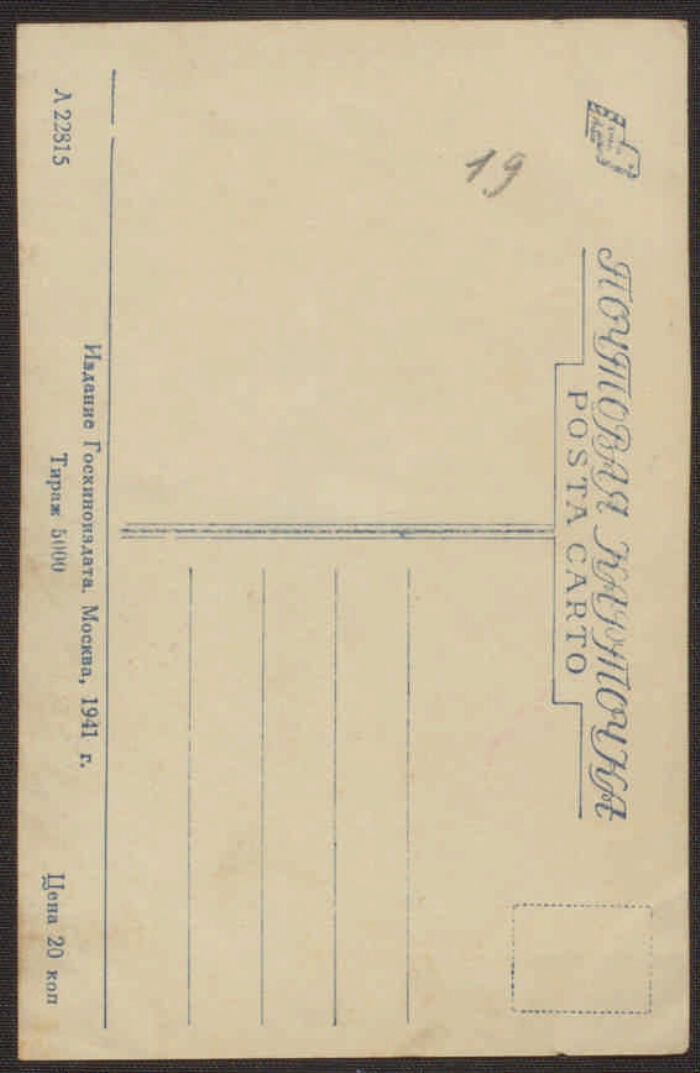 19
ПОЧТОВАЯ КАРТОЧКА
POSTA CARTO
Издание Госкиноиздата. Москва, 1941 г.
Л 22815
Тираж 5000
Цена 20 коп